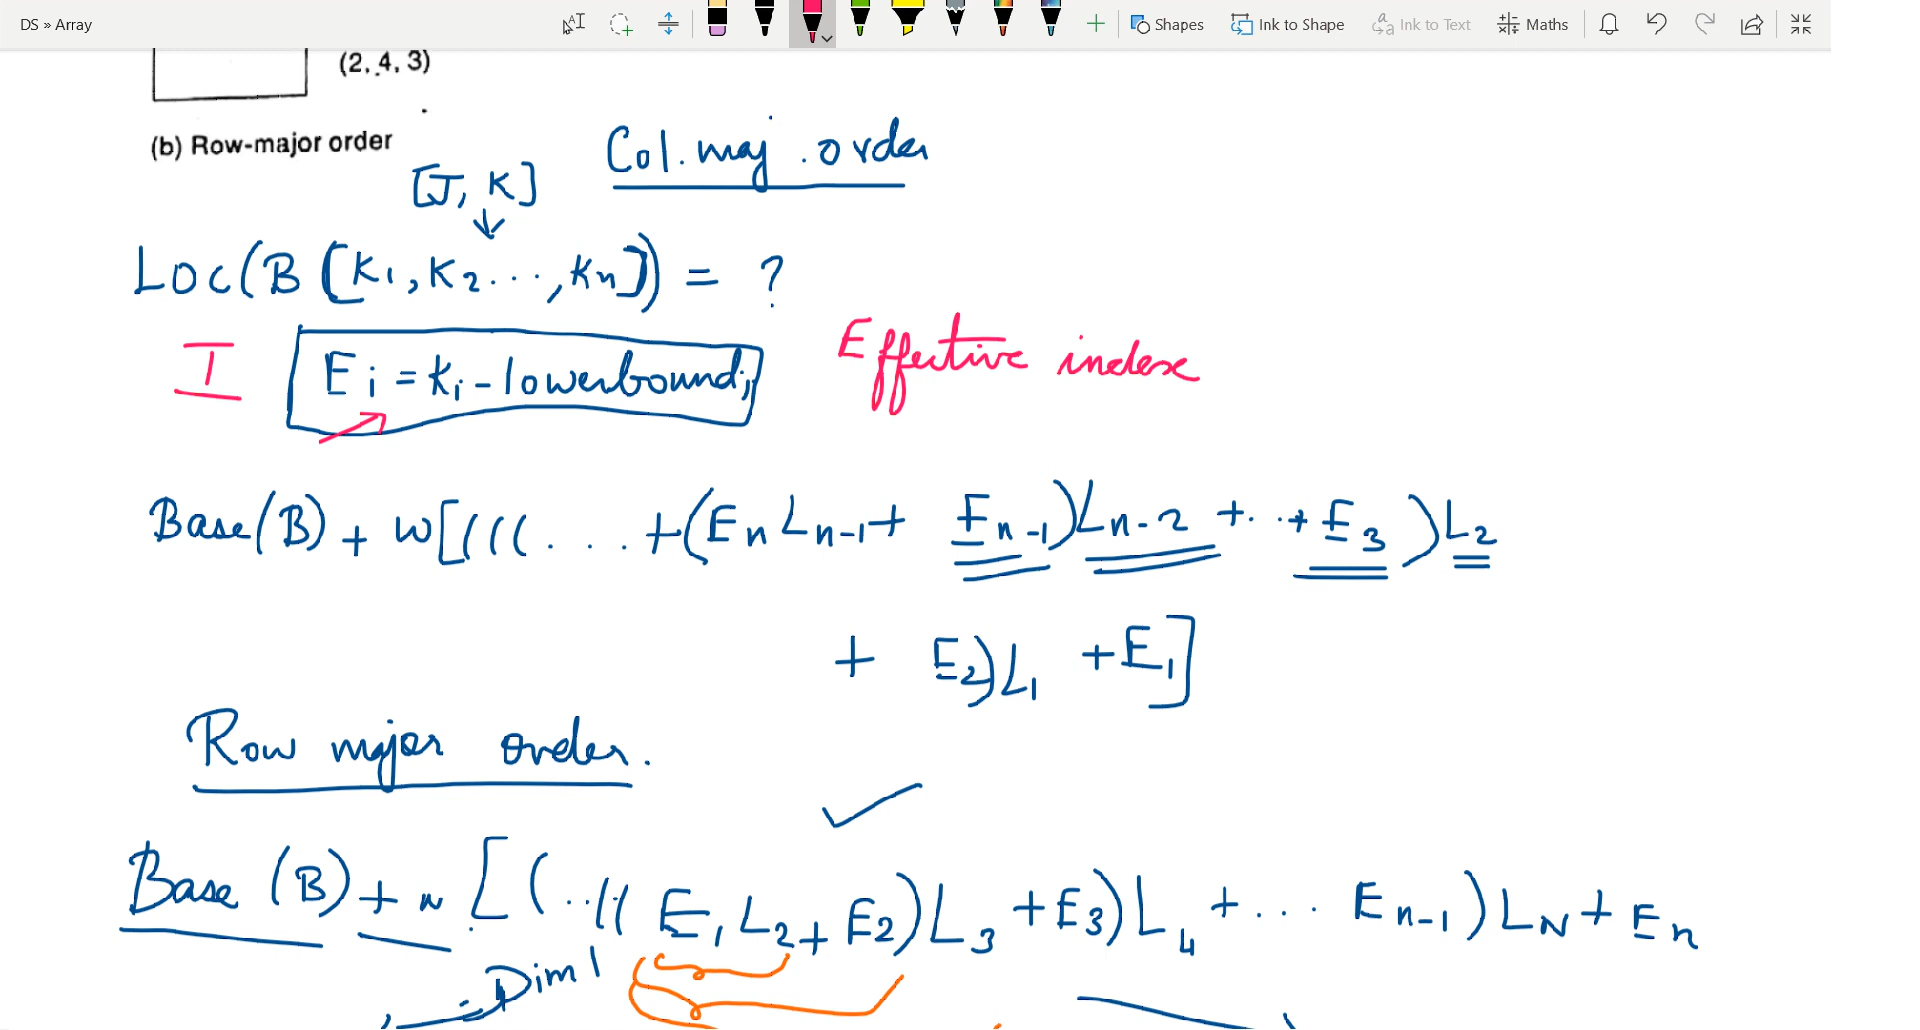 DS » Array
Shapes Ink to Shape Ink to Text Maths
(2, 4, 3)
(b) Row-major order
Col. maj. order
[J, K]
Loc(B [K1, K2 ..., Kn]) = ?
I Ei = Ki - lowerbound; Effective index
Base(B) + w[((( . . . +(En Ln-1 + En-1)Ln-2 + . . + E3 )L2
+ E2)L1 + E1]
Row major order.
Base (B) + w [(...(( E1 L2 + E2)L3 + E3)L4 + ... En-1)LN + En
Dim 1